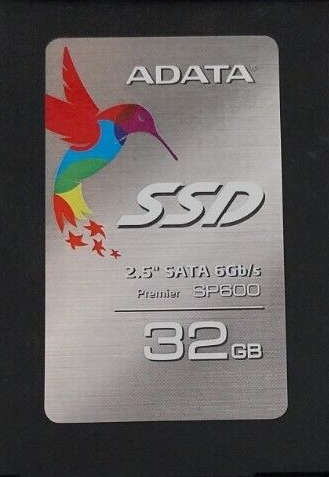 ADATA
SSD
2.5" SATA 6Gb/s
Premier SP600
32GB